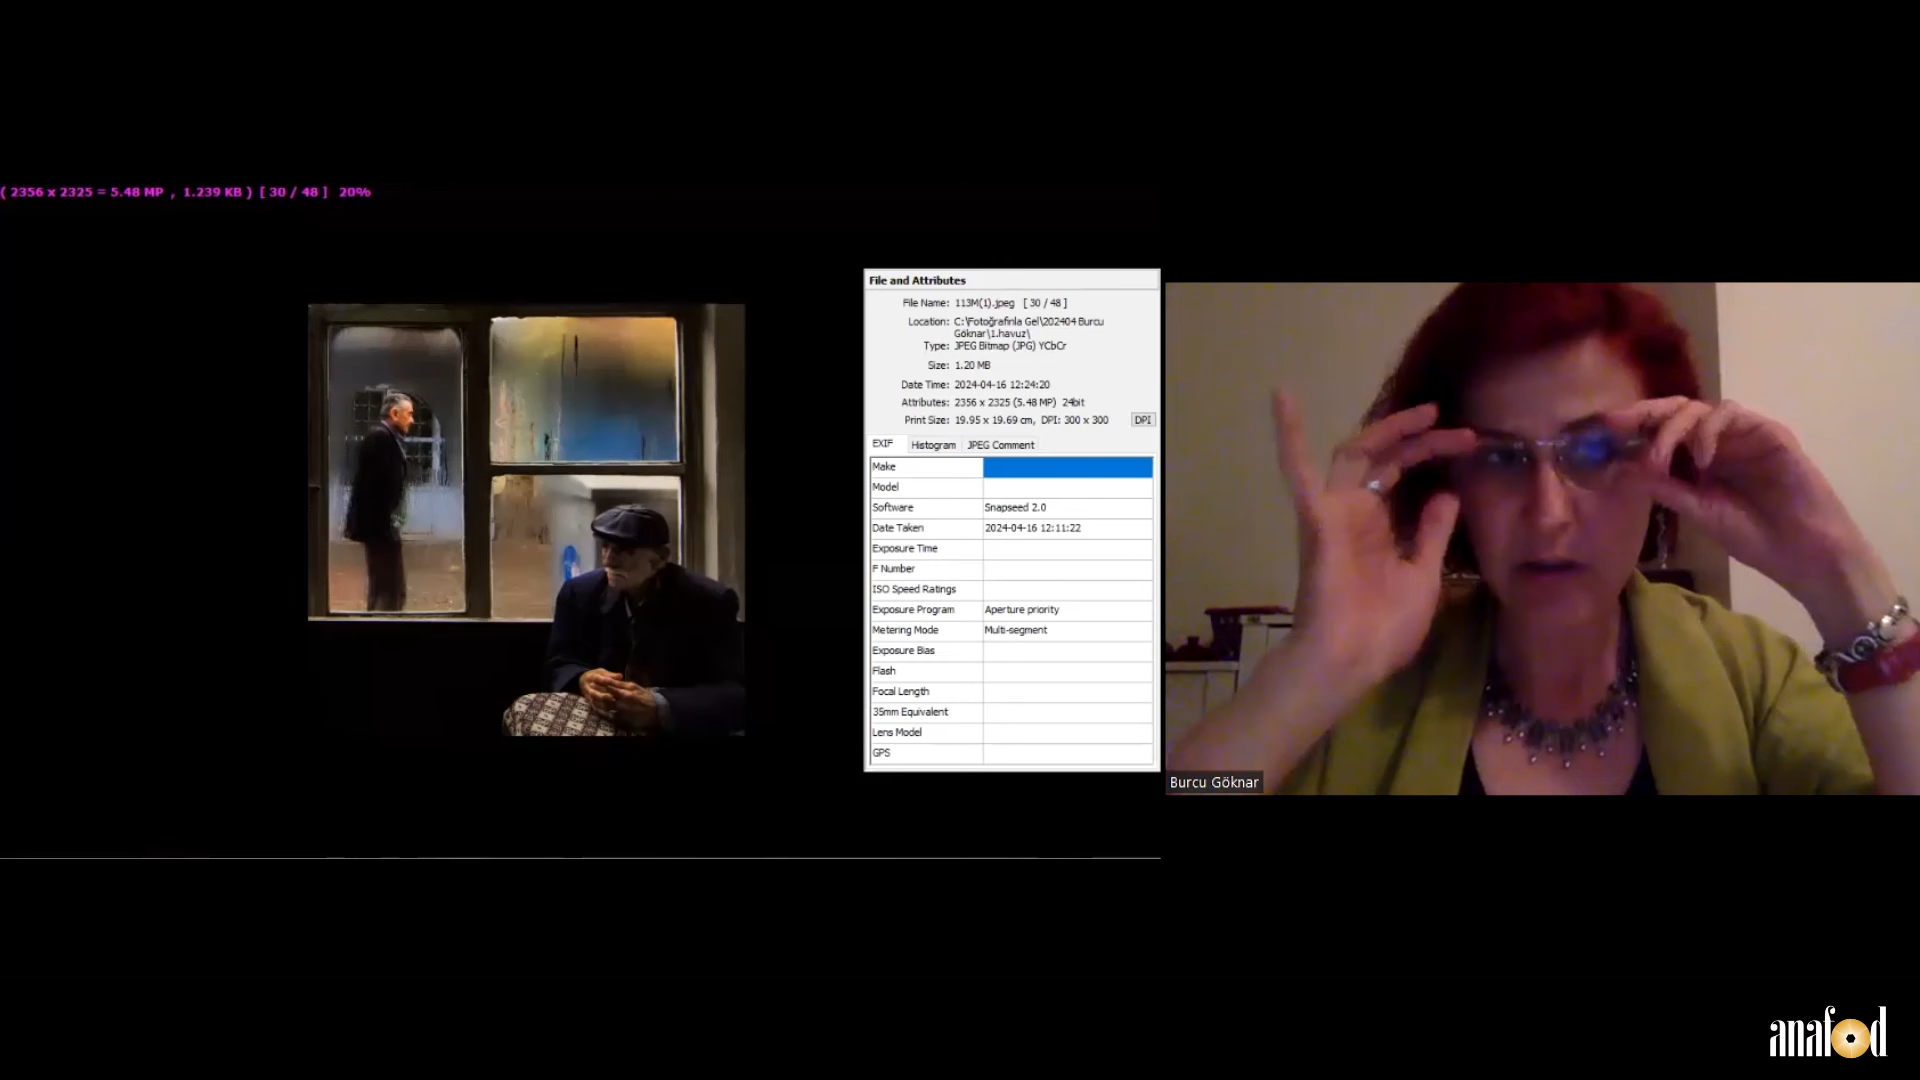 ( 2356 x 2325 = 5.48 MP , 1.239 KB ) [ 30 / 48 ] 20%
File and Attributes
File Name: 113M(1).jpeg [ 30 / 48 ]
Location: C:\Fotoğrafınla Gel\202404 Burcu
Göknar\1.havuz\
Type: JPEG Bitmap (JPG) YCbCr
Size: 1.20 MB
Date Time: 2024-04-16 12:24:20
Attributes: 2356 x 2325 (5.48 MP) 24bit
Print Size: 19.95 x 19.69 cm, DPI: 300 x 300 DPI
EXIF Histogram JPEG Comment
Make
Model
Software Snapseed 2.0
Date Taken 2024-04-16 12:11:22
Exposure Time
F Number
ISO Speed Ratings
Exposure Program Aperture priority
Metering Mode Multi-segment
Exposure Bias
Flash
Focal Length
35mm Equivalent
Lens Model
GPS
Burcu Göknar
anafod